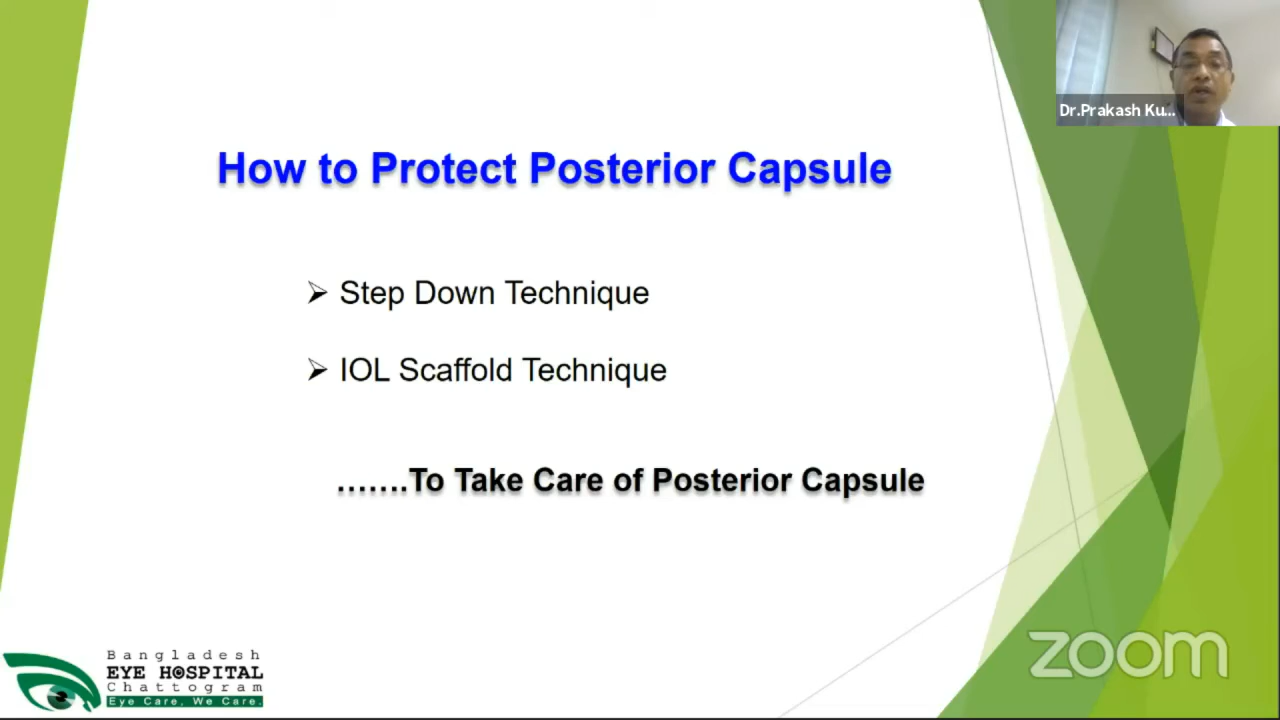 Dr.Prakash Ku...
How to Protect Posterior Capsule
➢ Step Down Technique
➢ IOL Scaffold Technique
.......To Take Care of Posterior Capsule
Bangladesh
EYE HOSPITAL
Chattogram
Eye Care, We Care.
zoom